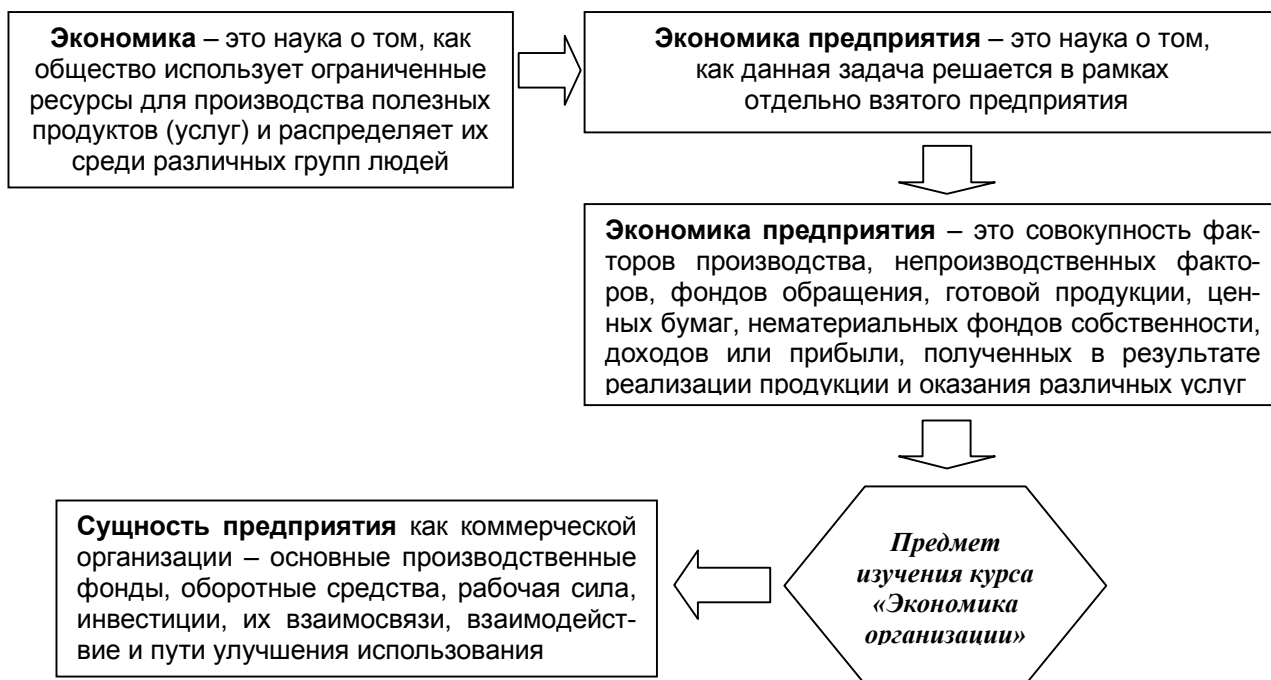 Экономика – это наука о том, как
общество использует ограниченные
ресурсы для производства полезных
продуктов (услуг) и распределяет их
среди различных групп людей
Экономика предприятия – это наука о том,
как данная задача решается в рамках
отдельно взятого предприятия
Экономика предприятия – это совокупность фак-
торов производства, непроизводственных факто-
ров, фондов обращения, готовой продукции, цен-
ных бумаг, нематериальных фондов собственности,
доходов или прибыли, полученных в результате
реализации продукции и оказания различных услуг
Предмет
изучения курса
«Экономика
организации»
Сущность предприятия как коммерческой
организации – основные производственные
фонды, оборотные средства, рабочая сила,
инвестиции, их взаимосвязи, взаимодейст-
вие и пути улучшения использования